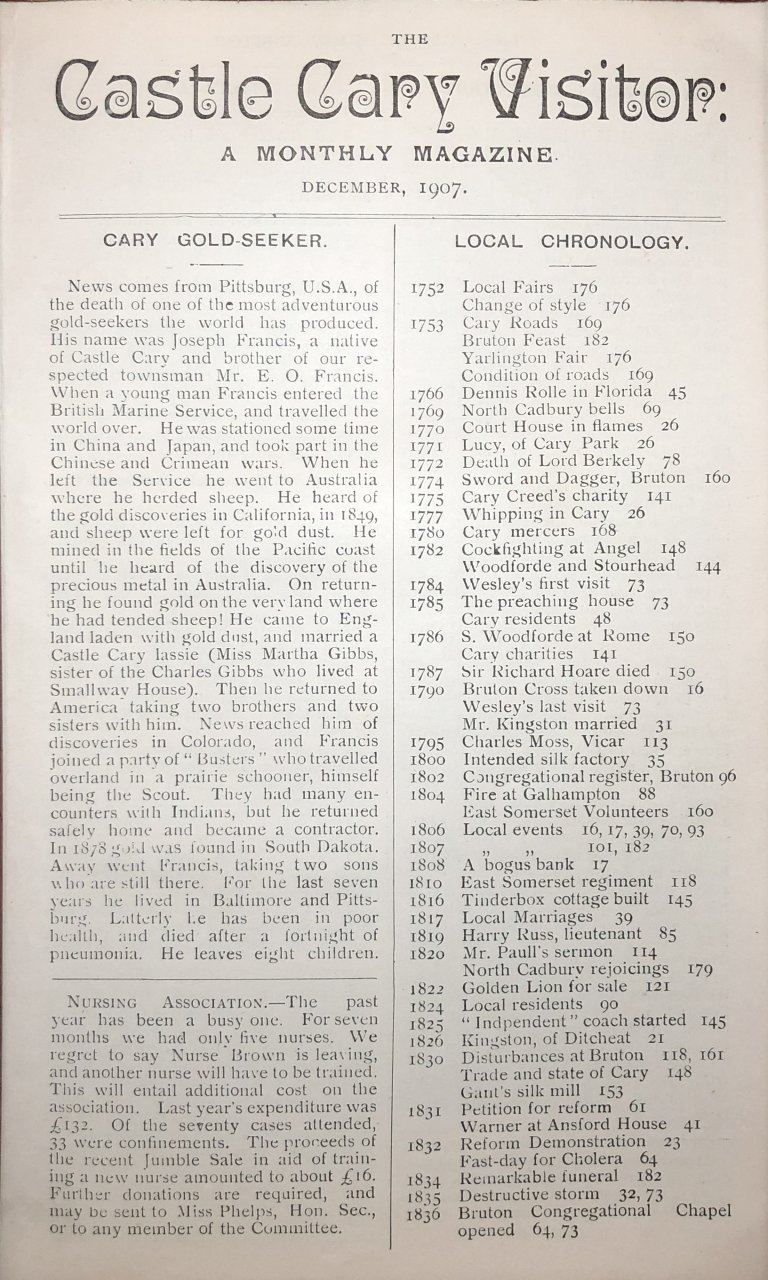 THE
Castle Cary Visitor:
A MONTHLY MAGAZINE.
DECEMBER, 1907.
CARY GOLD-SEEKER.
News comes from Pittsburg, U.S.A., of
the death of one of the most adventurous
gold-seekers the world has produced.
His name was Joseph Francis, a native
of Castle Cary and brother of our re-
spected townsman Mr. E. O. Francis.
When a young man Francis entered the
British Marine Service, and travelled the
world over. He was stationed some time
in China and Japan, and took part in the
Chinese and Crimean wars. When he
left the Service he went to Australia
where he herded sheep. He heard of
the gold discoveries in California, in 1849,
and sheep were left for gold dust. He
mined in the fields of the Pacific coast
until he heard of the discovery of the
precious metal in Australia. On return-
ing he found gold on the very land where
he had tended sheep! He came to Eng-
land laden with gold dust, and married a
Castle Cary lassie (Miss Martha Gibbs,
sister of the Charles Gibbs who lived at
Smallway House). Then he returned to
America taking two brothers and two
sisters with him. News reached him of
discoveries in Colorado, and Francis
joined a party of "Busters" who travelled
overland in a prairie schooner, himself
being the Scout. They had many en-
counters with Indians, but he returned
safely home and became a contractor.
In 1878 gold was found in South Dakota.
Away went Francis, taking two sons
who are still there. For the last seven
years he lived in Baltimore and Pitts-
burg. Latterly he has been in poor
health, and died after a fortnight of
pneumonia. He leaves eight children.
NURSING ASSOCIATION.—The past
year has been a busy one. For seven
months we had only five nurses. We
regret to say Nurse Brown is leaving,
and another nurse will have to be trained.
This will entail additional cost on the
association. Last year's expenditure was
£132. Of the seventy cases attended,
33 were confinements. The proceeds of
the recent Jumble Sale in aid of train-
ing a new nurse amounted to about £16.
Further donations are required, and
may be sent to Miss Phelps, Hon. Sec.,
or to any member of the Committee.
LOCAL CHRONOLOGY.
1752 Local Fairs 176
Change of style 176
1753 Cary Roads 169
Bruton Feast 182
Yarlington Fair 176
Condition of roads 169
1766 Dennis Rolle in Florida 45
1769 North Cadbury bells 69
1770 Court House in flames 26
1771 Lucy, of Cary Park 26
1772 Death of Lord Berkely 78
1774 Sword and Dagger, Bruton 160
1775 Cary Creed's charity 141
1777 Whipping in Cary 26
1780 Cary mercers 168
1782 Cockfighting at Angel 148
Woodforde and Stourhead 144
1784 Wesley's first visit 73
1785 The preaching house 73
Cary residents 48
1786 S. Woodforde at Rome 150
Cary charities 141
1787 Sir Richard Hoare died 150
1790 Bruton Cross taken down 16
Wesley's last visit 73
Mr. Kingston married 31
1795 Charles Moss, Vicar 113
1800 Intended silk factory 35
1802 Congregational register, Bruton 96
1804 Fire at Galhampton 88
East Somerset Volunteers 160
1806 Local events 16, 17, 39, 70, 93
1807 „ „ 101, 182
1808 A bogus bank 17
1810 East Somerset regiment 118
1816 Tinderbox cottage built 145
1817 Local Marriages 39
1819 Harry Russ, lieutenant 85
1820 Mr. Paull's sermon 114
North Cadbury rejoicings 179
1822 Golden Lion for sale 121
1824 Local residents 90
1825 "Indpendent" coach started 145
1826 Kingston, of Ditcheat 21
1830 Disturbances at Bruton 118, 161
Trade and state of Cary 148
Gant's silk mill 153
1831 Petition for reform 61
Warner at Ansford House 41
1832 Reform Demonstration 23
Fast-day for Cholera 64
1834 Remarkable funeral 182
1835 Destructive storm 32, 73
1836 Bruton Congregational Chapel
opened 64, 73